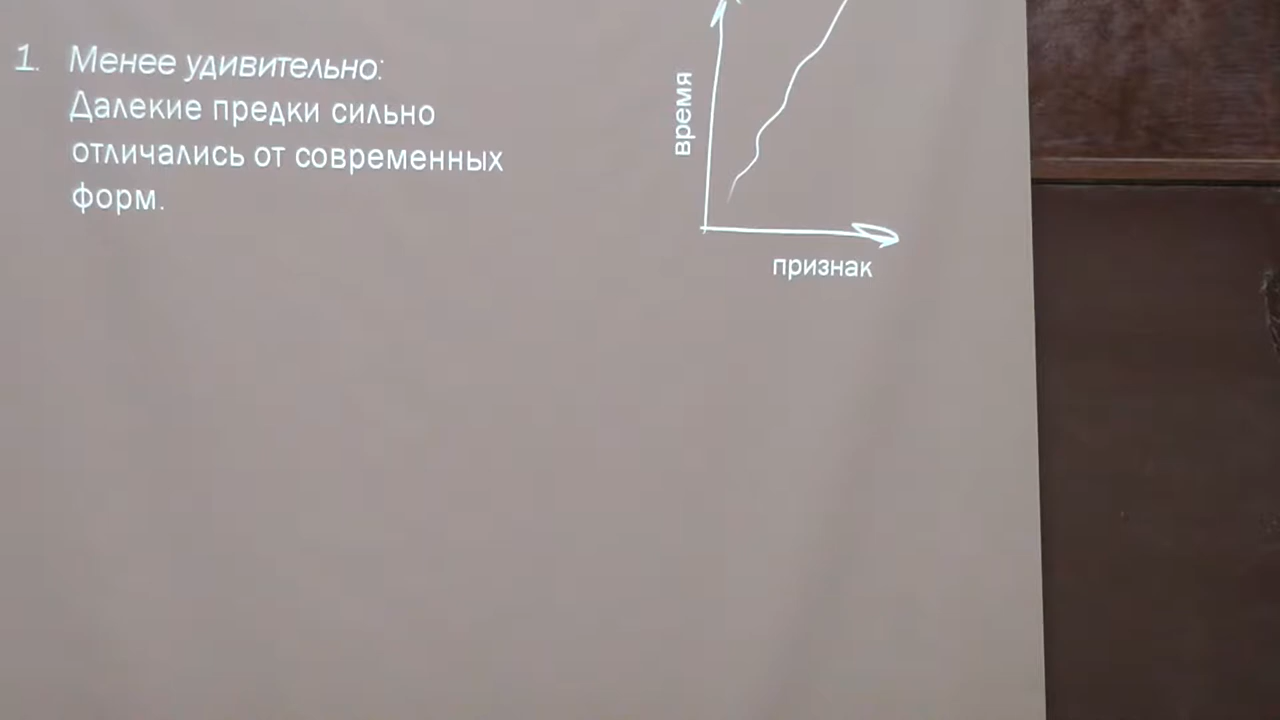 1. Менее удивительно:
Далекие предки сильно
отличались от современных
форм.
время
признак